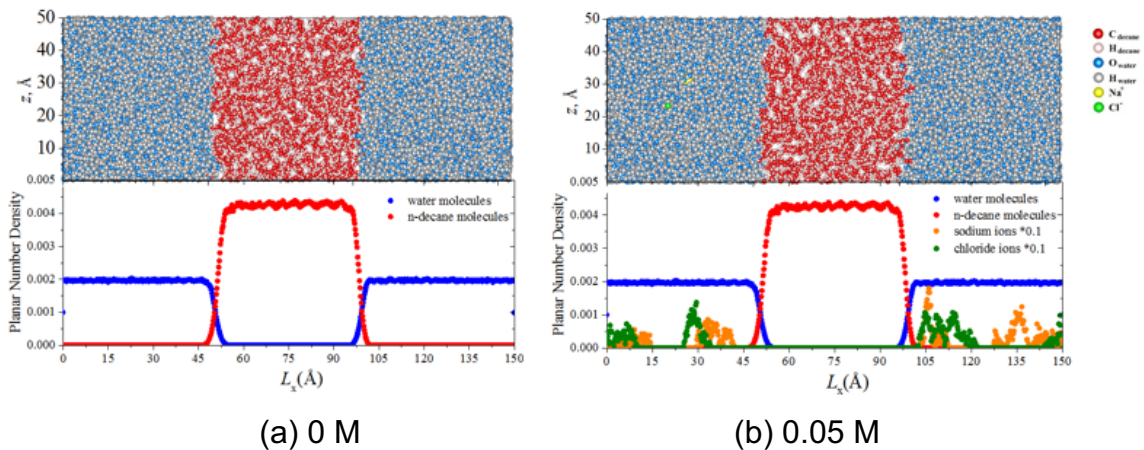 50
40
30
20
10
0.005
z, Å
0.004
0.003
0.002
0.001
0.000
Planar Number Density
water molecules
n-decane molecules
0 15 30 45 60 75 90 105 120 135 150
Lx(Å)
(a) 0 M
50
40
30
20
10
0.005
z, Å
0.004
0.003
0.002
0.001
0.000
Planar Number Density
water molecules
n-decane molecules
sodium ions *0.1
chloride ions *0.1
0 15 30 45 60 75 90 105 120 135 150
Lx(Å)
(b) 0.05 M
C decane
H decane
O water
H water
Na+
Cl-